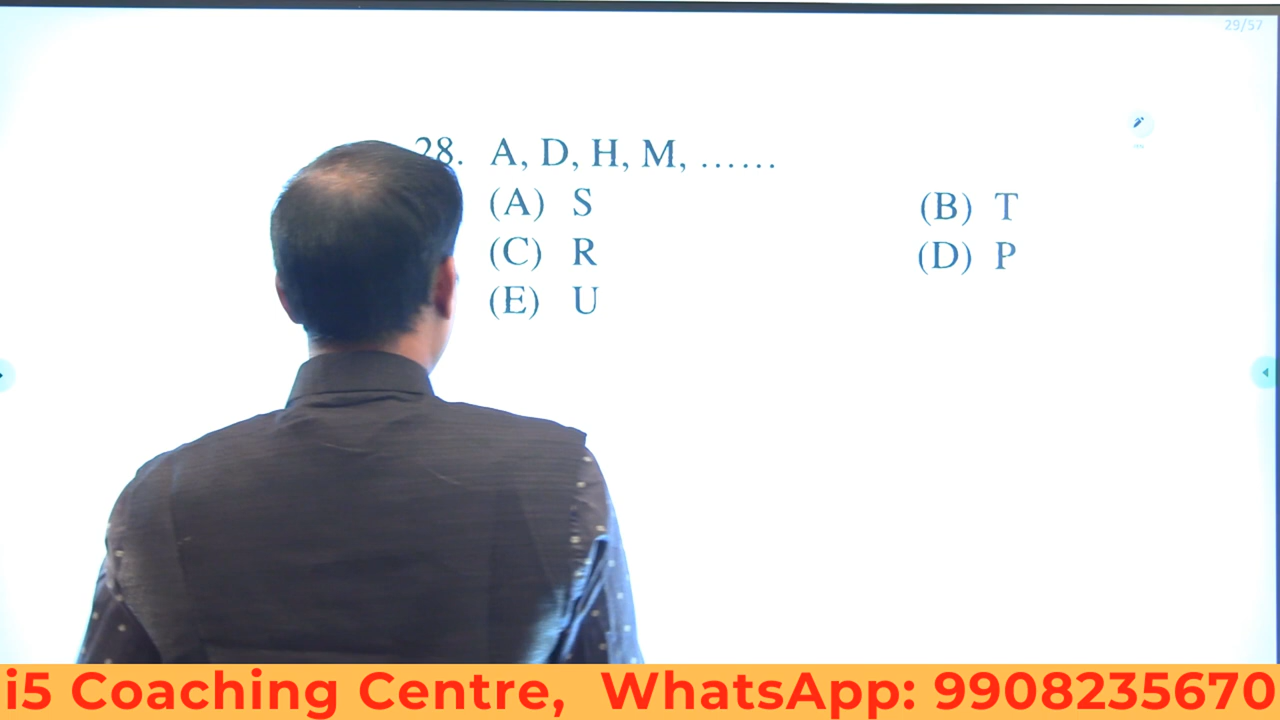 29/57
28. A, D, H, M, ......
(A) S (B) T
(C) R (D) P
(E) U
i5 Coaching Centre, WhatsApp: 9908235670